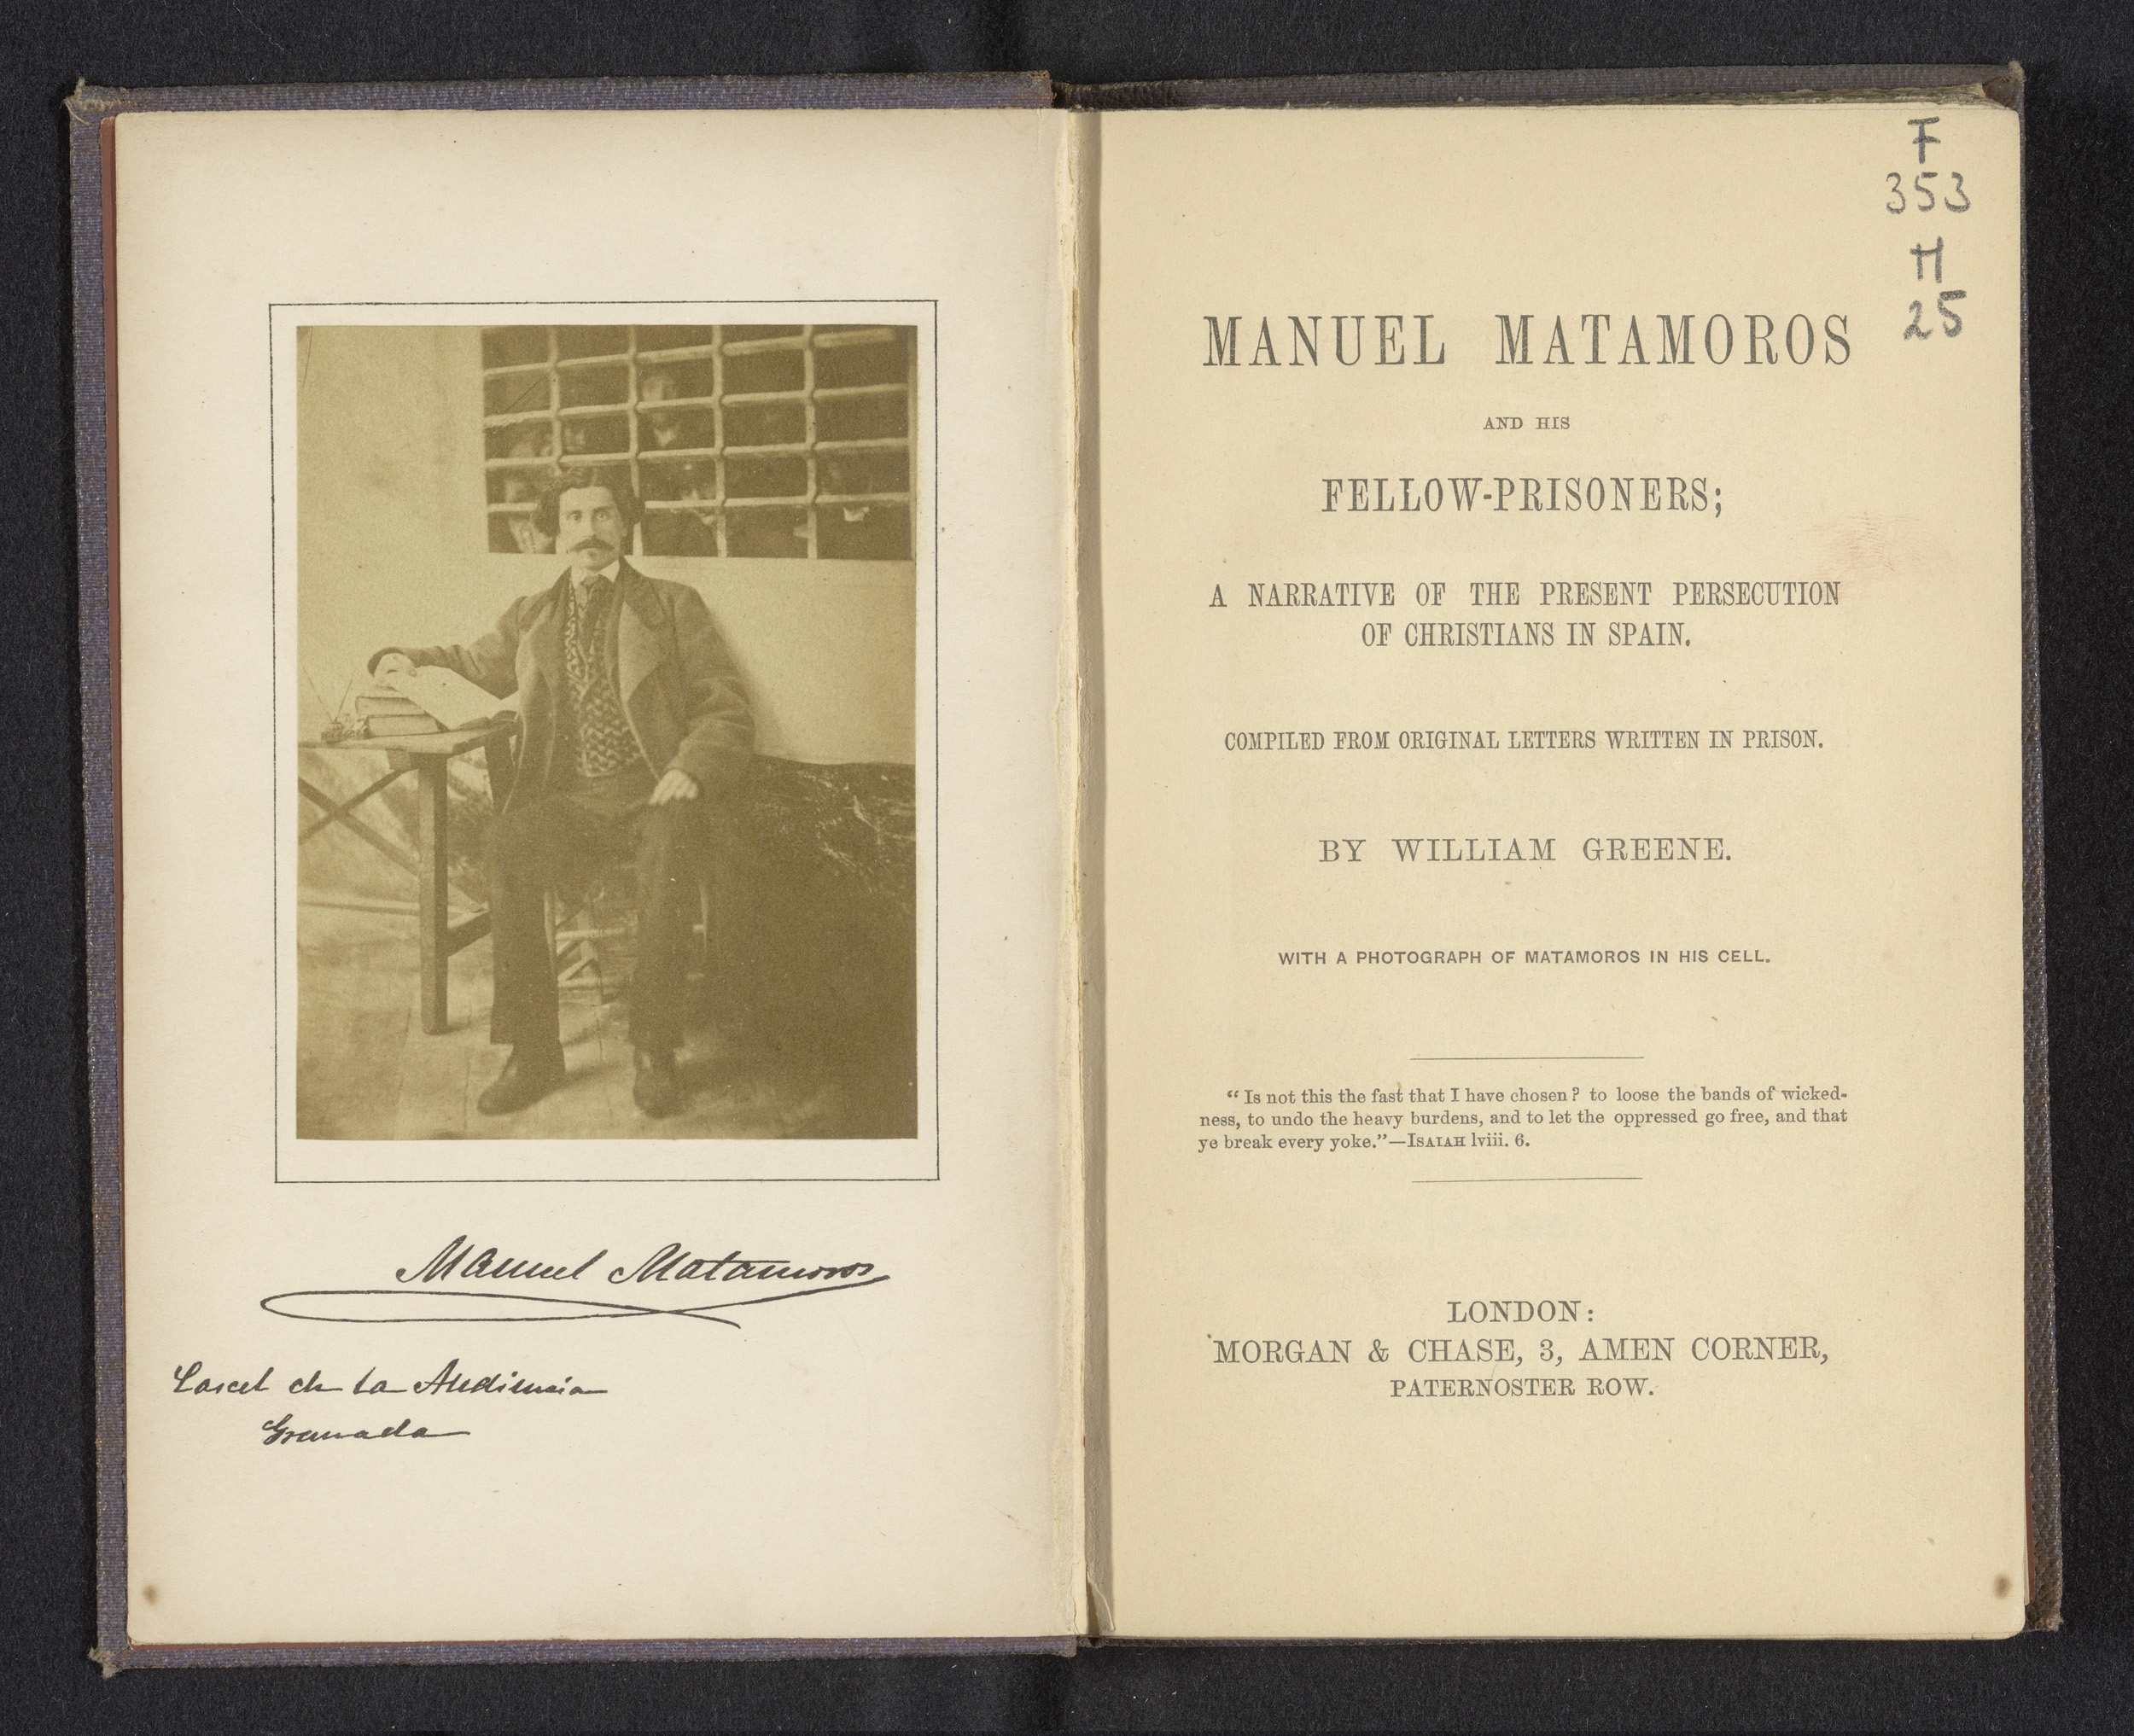 Manuel Matamoros
Carcel de la Audiencia
Granada
F
353
H
25
MANUEL MATAMOROS
AND HIS
FELLOW-PRISONERS;
A NARRATIVE OF THE PRESENT PERSECUTION
OF CHRISTIANS IN SPAIN.
COMPILED FROM ORIGINAL LETTERS WRITTEN IN PRISON.
BY WILLIAM GREENE.
WITH A PHOTOGRAPH OF MATAMOROS IN HIS CELL.
“Is not this the fast that I have chosen? to loose the bands of wicked-
ness, to undo the heavy burdens, and to let the oppressed go free, and that
ye break every yoke.”—ISAIAH lviii. 6.
LONDON:
MORGAN & CHASE, 3, AMEN CORNER,
PATERNOSTER ROW.